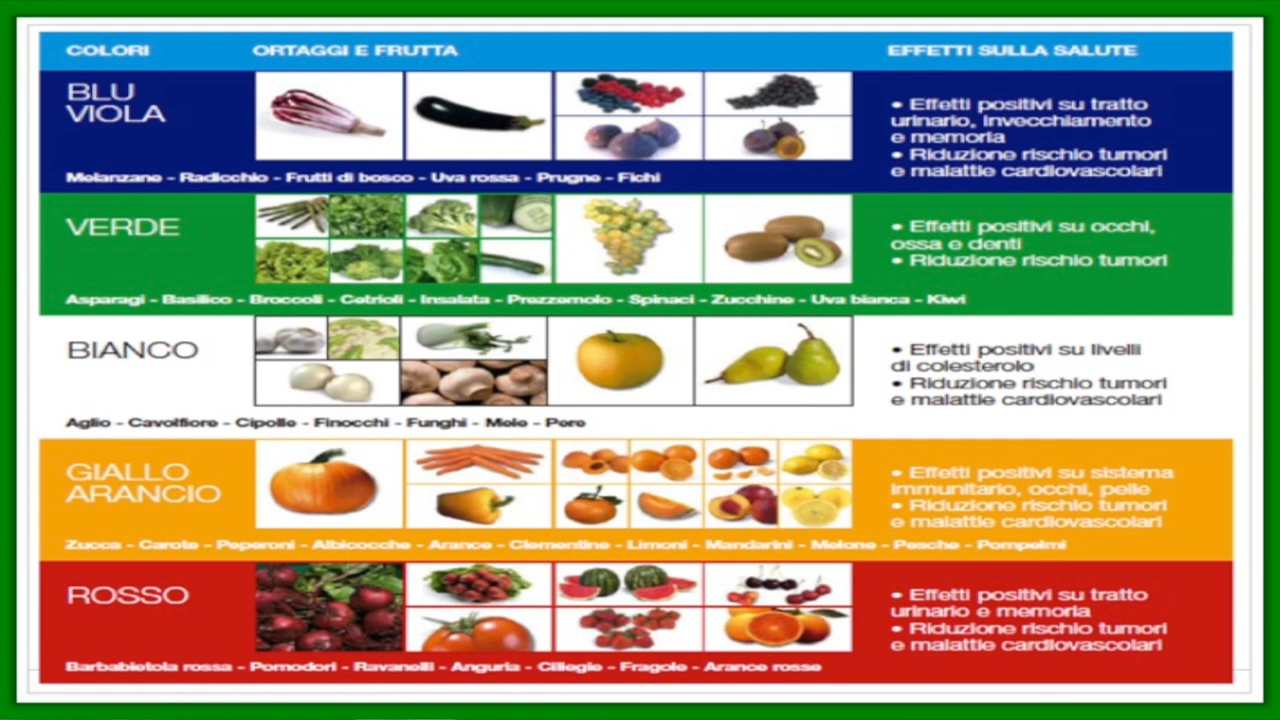 COLORI ORTAGGI E FRUTTA EFFETTI SULLA SALUTE
BLU
VIOLA
• Effetti positivi su tratto
urinario, invecchiamento
e memoria
• Riduzione rischio tumori
e malattie cardiovascolari
Melanzane - Radicchio - Frutti di bosco - Uva rossa - Prugne - Fichi
VERDE
• Effetti positivi su occhi,
ossa e denti
• Riduzione rischio tumori
Asparagi - Basilico - Broccoli - Cetrioli - Insalata - Prezzemolo - Spinaci - Zucchine - Uva bianca - Kiwi
BIANCO
• Effetti positivi su livelli
di colesterolo
• Riduzione rischio tumori
e malattie cardiovascolari
Aglio - Cavolfiore - Cipolle - Finocchi - Funghi - Mele - Pere
GIALLO
ARANCIO
• Effetti positivi su sistema
immunitario, occhi, pelle
• Riduzione rischio tumori
e malattie cardiovascolari
Zucca - Carote - Peperoni - Albicocche - Arance - Clementine - Limoni - Mandarini - Melone - Pesche - Pompelmi
ROSSO
• Effetti positivi su tratto
urinario e memoria
• Riduzione rischio tumori
e malattie cardiovascolari
Barbabietola rossa - Pomodori - Ravanelli - Anguria - Ciliegie - Fragole - Arance rosse